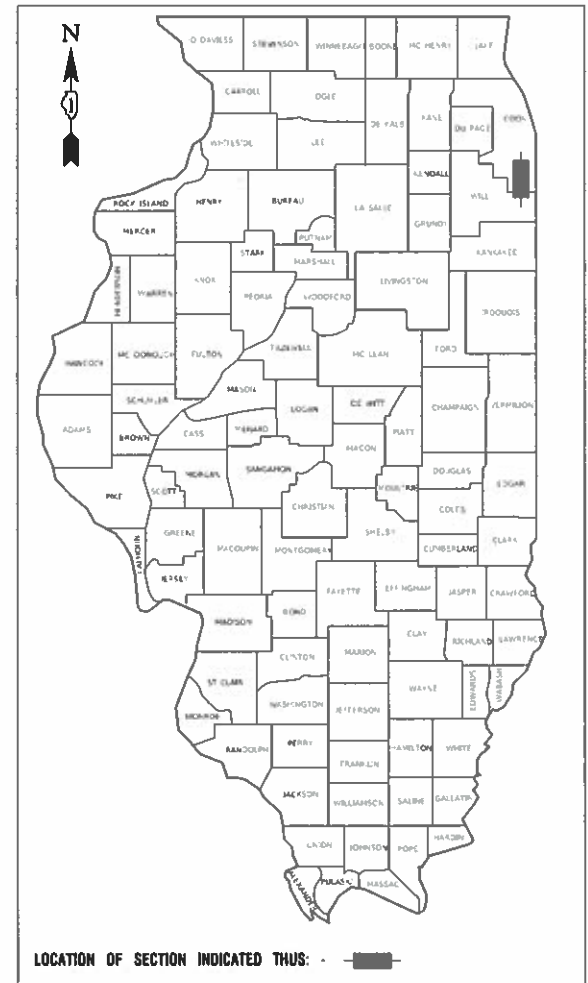 N
JO DAVIESS STEVENSON WINNEBAGO BOONE MC HENRY LAKE
CARROLL OGLE
DE KALB KANE DU PAGE COOK
WHITESIDE LEE
KENDALL WILL
ROCK ISLAND HENRY BUREAU LA SALLE
GRUNDY
MERCER PUTNAM
STARK MARSHALL KANKAKEE
HENDERSON WARREN KNOX PEORIA WOODFORD LIVINGSTON
IROQUOIS
HANCOCK MC DONOUGH FULTON TAZEWELL MC LEAN FORD
MASON
SCHUYLER LOGAN DE WITT CHAMPAIGN VERMILION
ADAMS BROWN CASS MENARD PIATT
MACON
MORGAN SANGAMON DOUGLAS EDGAR
PIKE SCOTT CHRISTIAN MOULTRIE
COLES
GREENE MACOUPIN MONTGOMERY SHELBY CUMBERLAND CLARK
CALHOUN
JERSEY FAYETTE EFFINGHAM JASPER CRAWFORD
MADISON BOND
CLAY RICHLAND LAWRENCE
CLINTON MARION
ST CLAIR WAYNE EDWARDS WABASH
WASHINGTON JEFFERSON
MONROE
RANDOLPH PERRY HAMILTON WHITE
FRANKLIN
JACKSON WILLIAMSON SALINE GALLATIN
UNION JOHNSON POPE HARDIN
ALEXANDER PULASKI MASSAC
LOCATION OF SECTION INDICATED THUS: -